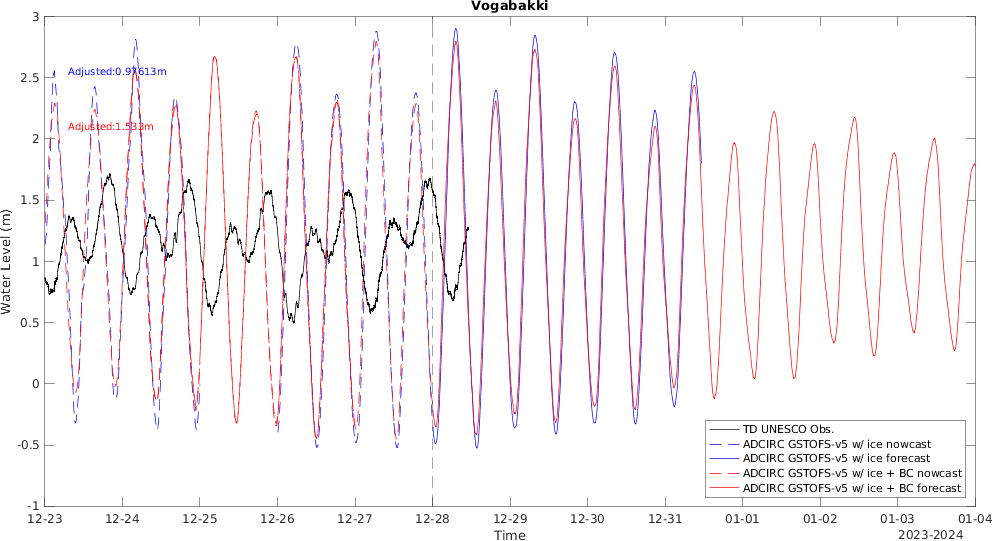 Vogabakki
3
2.5
2
1.5
1
0.5
0
-0.5
-1
Water Level (m)
Adjusted:0.97613m
Adjusted:1.533m
TD UNESCO Obs.
ADCIRC GSTOFS-v5 w/ ice nowcast
ADCIRC GSTOFS-v5 w/ ice forecast
ADCIRC GSTOFS-v5 w/ ice + BC nowcast
ADCIRC GSTOFS-v5 w/ ice + BC forecast
12-23 12-24 12-25 12-26 12-27 12-28 12-29 12-30 12-31 01-01 01-02 01-03 01-04
Time
2023-2024